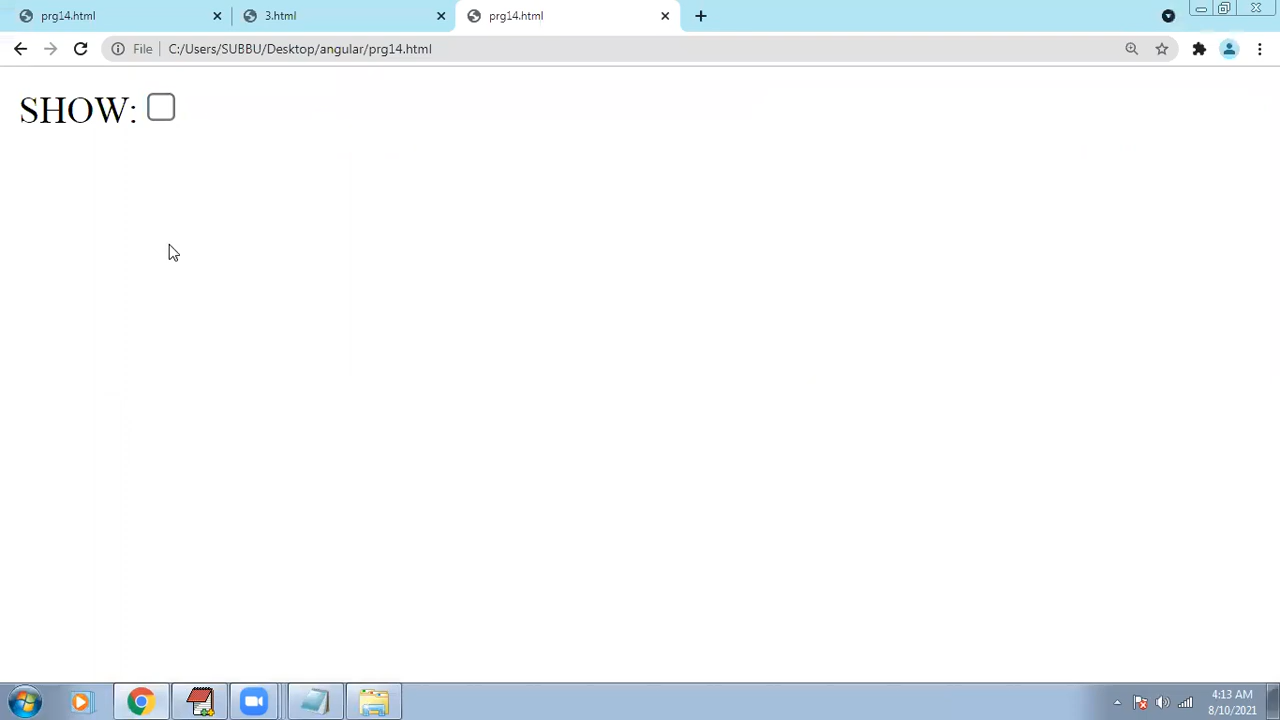 prg14.html
3.html
prg14.html
File
C:/Users/SUBBU/Desktop/angular/prg14.html
SHOW:
4:13 AM
8/10/2021